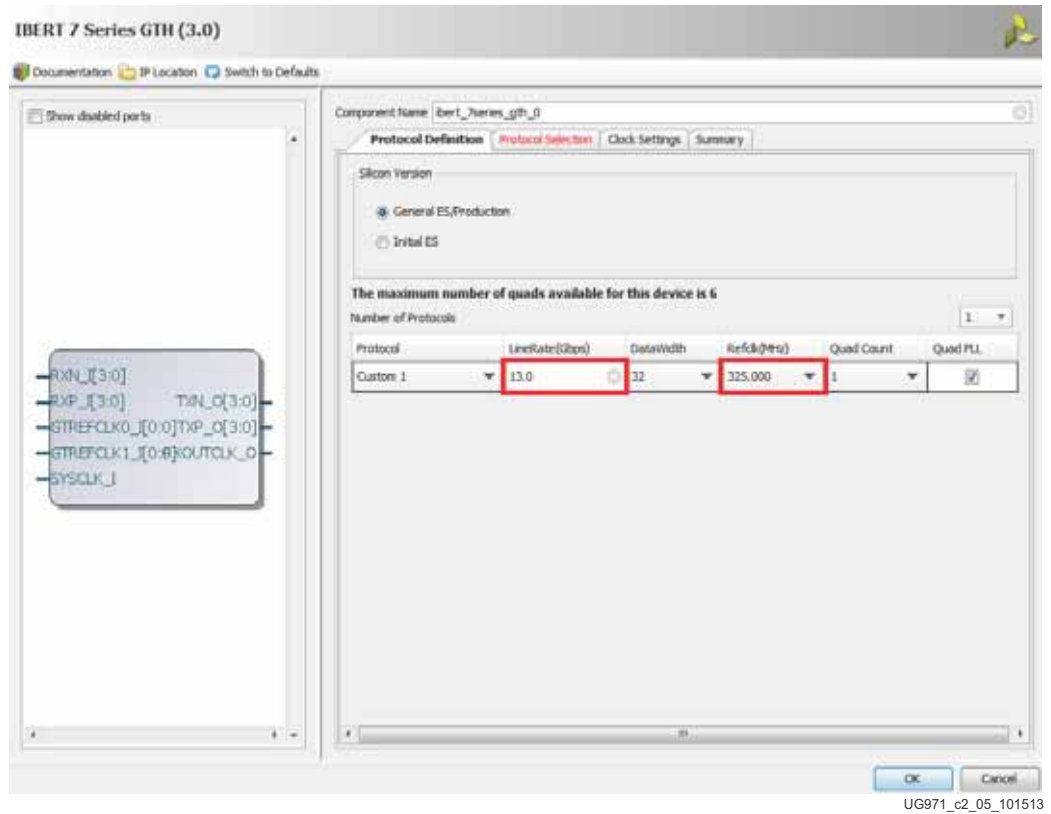 IBERT 7 Series GTH (3.0)
Documentation IP Location Switch to Defaults
Show disabled ports
RXN_I[3:0]
RXP_I[3:0] TXN_O[3:0]
GTREFCLK0_I[0:0] TXP_O[3:0]
GTREFCLK1_I[0:0] RXOUTCLK_O
SYSCLK_I
Component Name ibert_7series_gth_0
Protocol Definition Protocol Selection Clock Settings Summary
Silicon Version
General ES/Production
Initial ES
The maximum number of quads available for this device is 6
Number of Protocols 1
Protocol LineRate(Gbps) DataWidth Refclk(MHz) Quad Count Quad PLL
Custom 1 13.0 32 325.000 1
OK Cancel
UG971_c2_05_101513